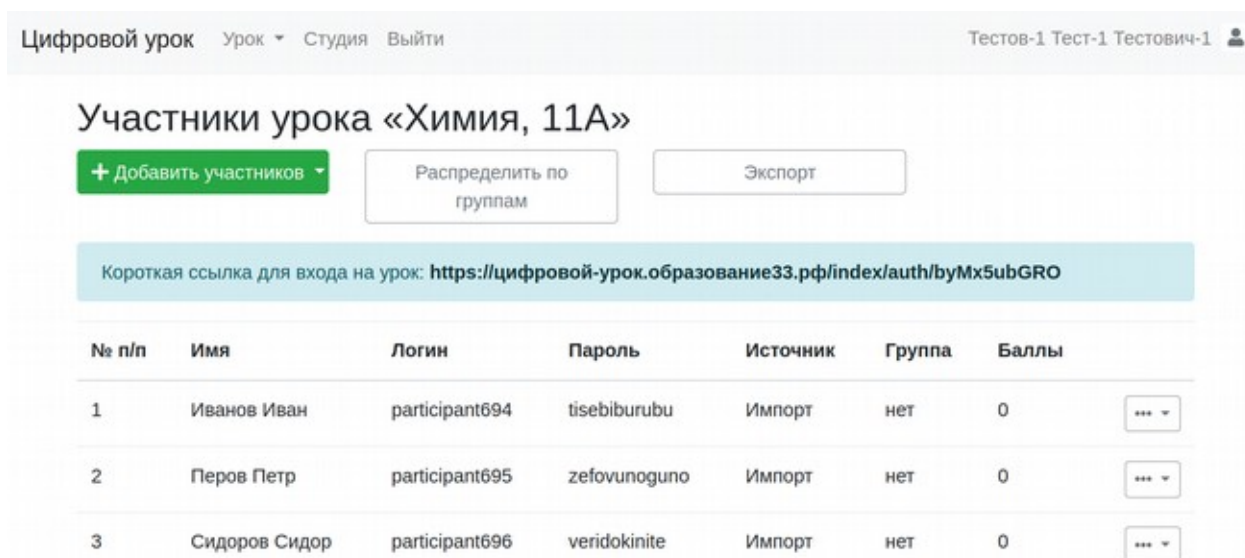 Цифровой урок Урок Студия Выйти Тестов-1 Тест-1 Тестович-1
Участники урока «Химия, 11А»
+ Добавить участников Распределить по группам Экспорт
Короткая ссылка для входа на урок: https://цифровой-урок.образование33.рф/index/auth/byMx5ubGRO
№ п/п Имя Логин Пароль Источник Группа Баллы
1 Иванов Иван participant694 tisebiburubu Импорт нет 0 •••
2 Перов Петр participant695 zefovunoguno Импорт нет 0 •••
3 Сидоров Сидор participant696 veridokinite Импорт нет 0 •••